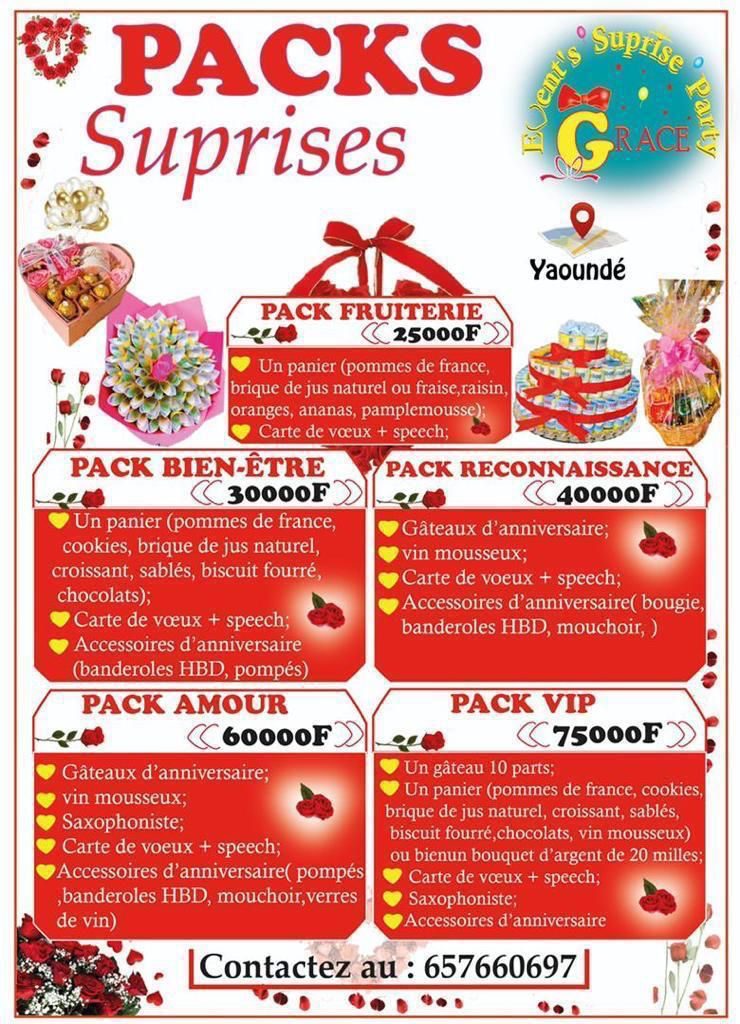 PACKS
Suprises
Event's Suprise Party
GRACE
Yaoundé
PACK FRUITERIE
25000F
Un panier (pommes de france,
brique de jus naturel ou fraise,raisin,
oranges, ananas, pamplemousse);
Carte de vœux + speech;
PACK BIEN-ÊTRE
30000F
Un panier (pommes de france,
cookies, brique de jus naturel,
croissant, sablés, biscuit fourré,
chocolats);
Carte de vœux + speech;
Accessoires d'anniversaire
(banderoles HBD, pompés)
PACK RECONNAISSANCE
40000F
Gâteaux d'anniversaire;
vin mousseux;
Carte de voeux + speech;
Accessoires d'anniversaire( bougie,
banderoles HBD, mouchoir, )
PACK AMOUR
60000F
Gâteaux d'anniversaire;
vin mousseux;
Saxophoniste;
Carte de voeux + speech;
Accessoires d'anniversaire( pompés
,banderoles HBD, mouchoir,verres
de vin)
PACK VIP
75000F
Un gâteau 10 parts;
Un panier (pommes de france, cookies,
brique de jus naturel, croissant, sablés,
biscuit fourré,chocolats, vin mousseux)
ou bienun bouquet d'argent de 20 milles;
Carte de vœux + speech;
Saxophoniste;
Accessoires d'anniversaire
Contactez au : 657660697